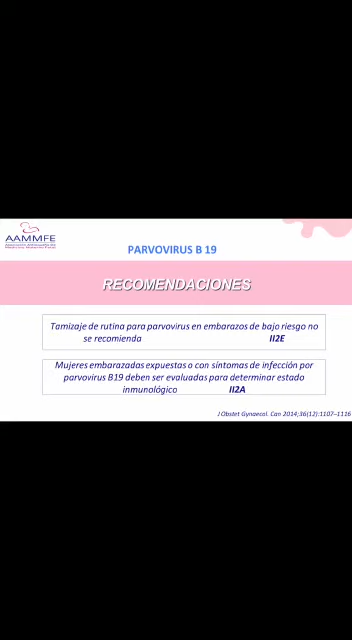 AAMMFE
PARVOVIRUS B 19
RECOMENDACIONES
Tamizaje de rutina para parvovirus en embarazos de bajo riesgo no
se recomienda II2E
Mujeres embarazadas expuestas o con síntomas de infección por
parvovirus B19 deben ser evaluadas para determinar estado
inmunológico II2A
J Obstet Gynaecol. Can 2014;36(12):1107–1116